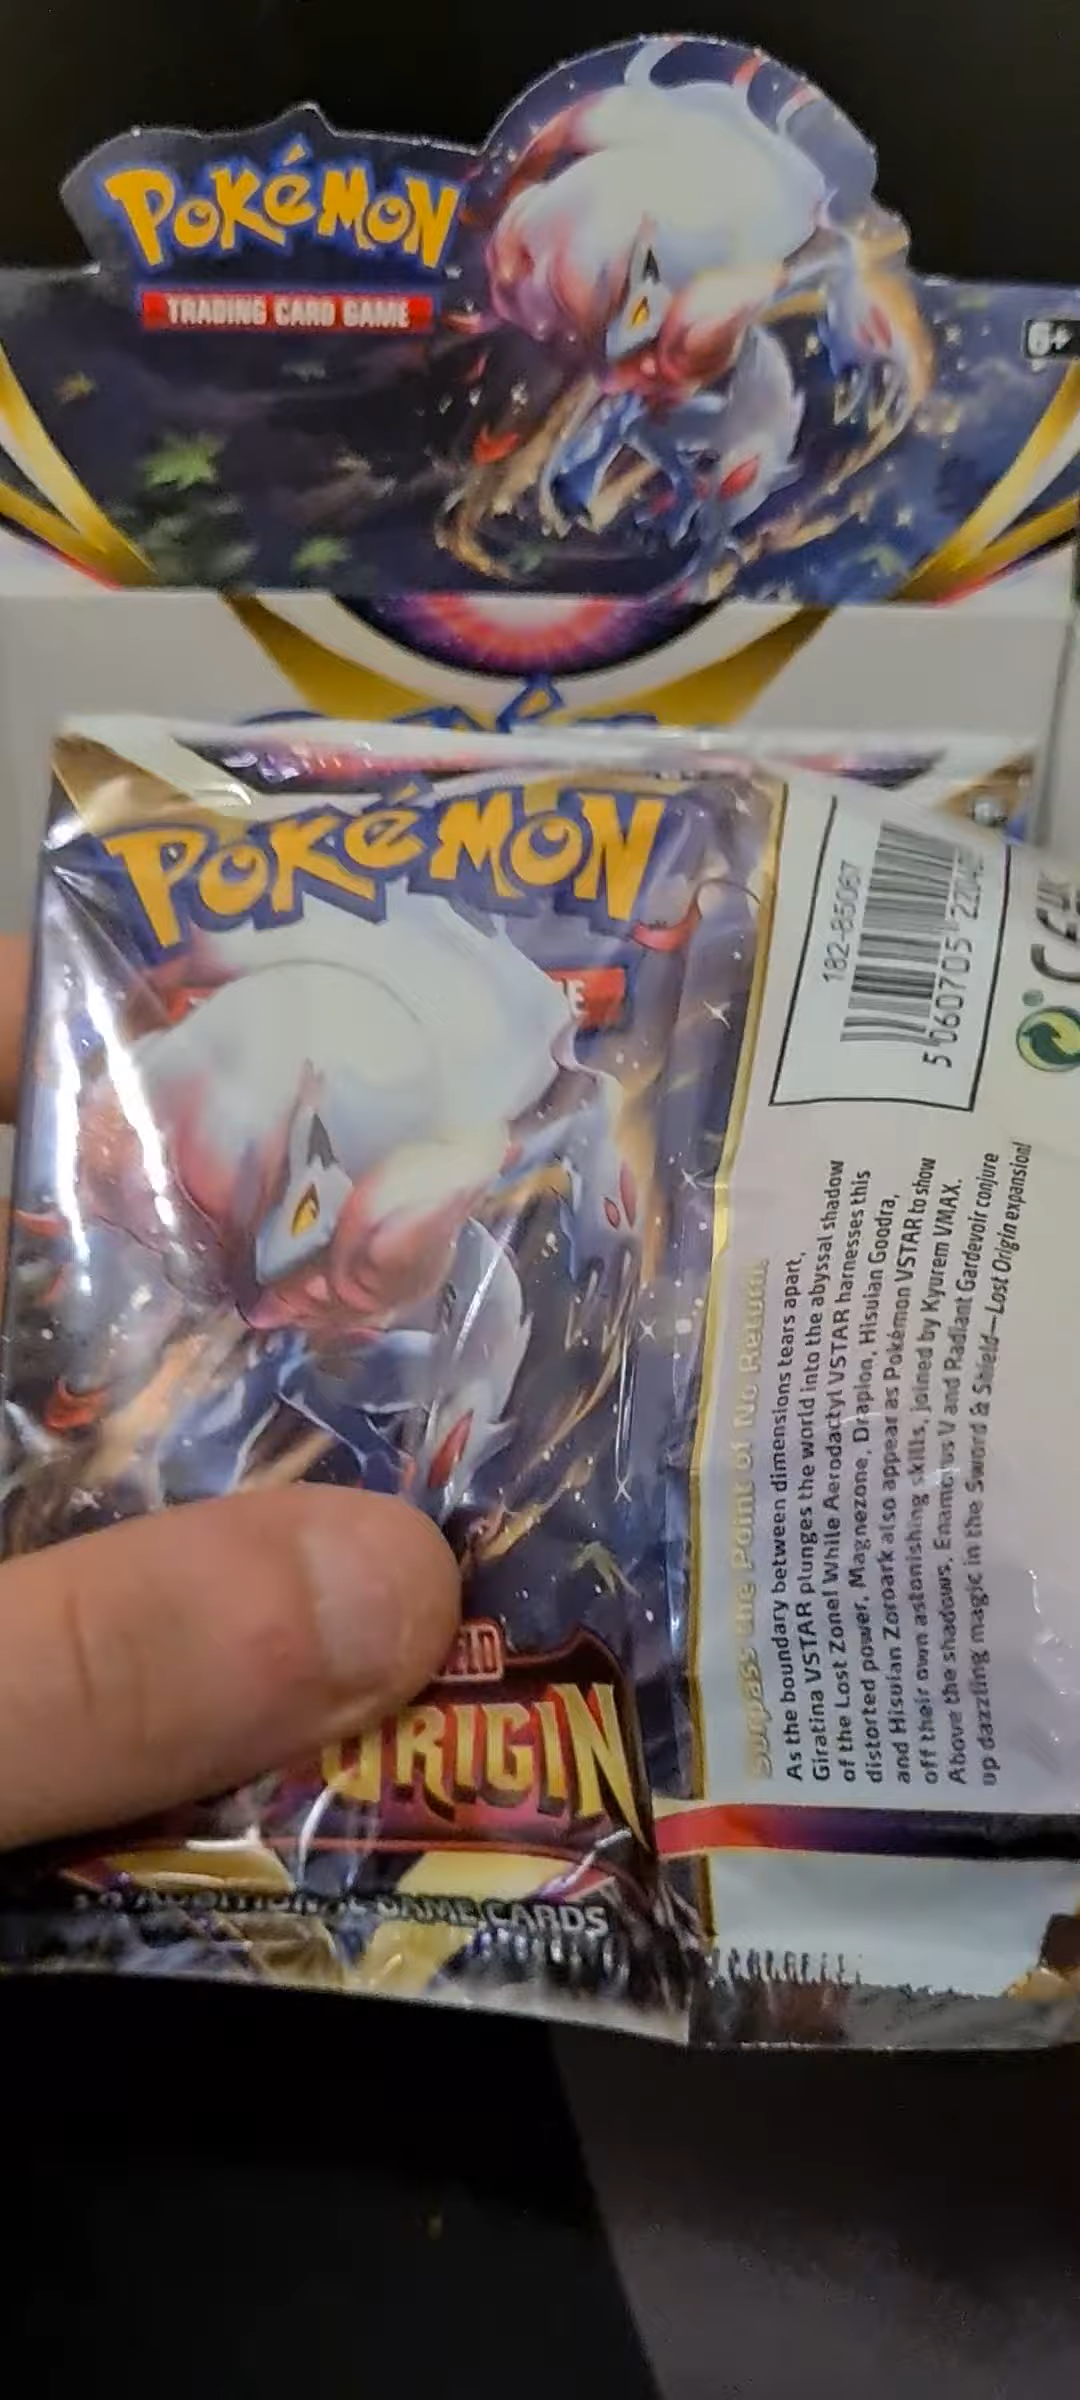 POKéMON
TRADING CARD GAME
6+
POKéMON
E
ORIGIN
ADDITIONAL GAME CARDS
182-85067
5 060705
CE
Surpass the Point of No Return!
As the boundary between dimensions tears apart,
Giratina VSTAR plunges the world into the abyssal shadow
of the Lost Zone! While Aerodactyl VSTAR harnesses this
distorted power, Magnezone, Drapion, Hisuian Goodra,
and Hisuian Zoroark also appear as Pokémon VSTAR to show
off their own astonishing skills, joined by Kyurem VMAX.
Above the shadows, Enamorus V and Radiant Gardevoir conjure
up dazzling magic in the Sword & Shield—Lost Origin expansion!